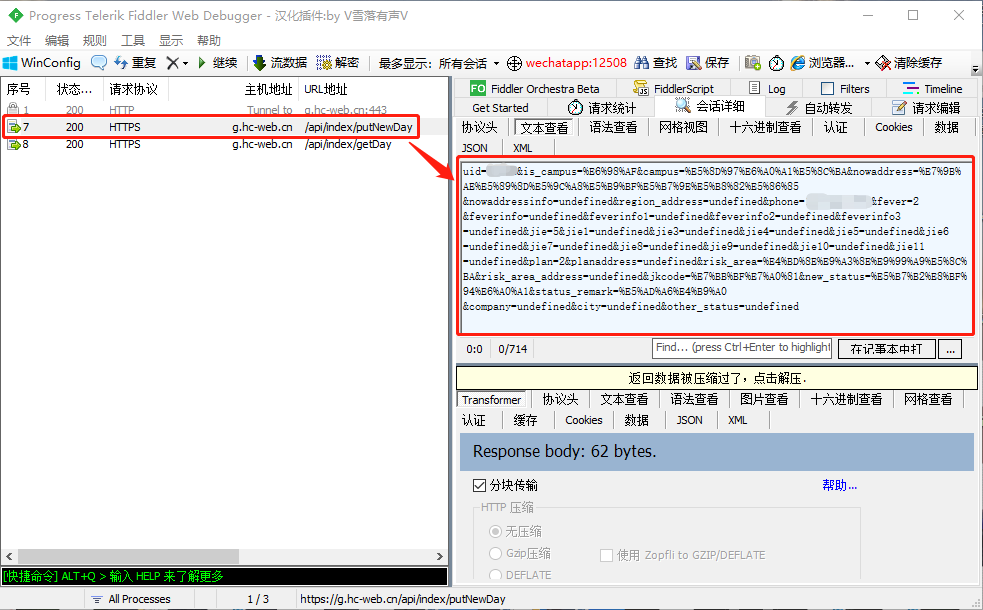 Progress Telerik Fiddler Web Debugger - 汉化插件:by V雪落有声V
文件 编辑 规则 工具 显示 帮助
WinConfig 重复 继续 流数据 解密 最多显示: 所有会话 wechatapp:12508 查找 保存 浏览器... 清除缓存
序号 状态... 请求协议 主机地址 URL地址
1 200 HTTP Tunnel to g.hc-web.cn:443
7 200 HTTPS g.hc-web.cn /api/index/putNewDay
8 200 HTTPS g.hc-web.cn /api/index/getDay
Fiddler Orchestra Beta FiddlerScript Log Filters Timeline
Get Started 请求统计 会话详细 自动转发 请求编辑
协议头 文本查看 语法查看 网格视图 十六进制查看 认证 Cookies 数据
JSON XML
uid= &is_campus=%E6%98%AF&campus=%E5%8D%97%E6%A0%A1%E5%8C%BA&nowaddress=%E7%9B%
AE%E5%89%8D%E5%9C%A8%E5%B9%BF%E5%B7%9E%E5%B8%82%E5%86%85
&nowaddressinfo=undefined&region_address=undefined&phone= &fever=2
&feverinfo=undefined&feverinfo1=undefined&feverinfo2=undefined&feverinfo3
=undefined&jie=5&jie1=undefined&jie3=undefined&jie4=undefined&jie5=undefined&jie6
=undefined&jie7=undefined&jie8=undefined&jie9=undefined&jie10=undefined&jie11
=undefined&plan=2&planaddress=undefined&risk_area=%E4%BD%8E%E9%A3%8E%E9%99%A9%E5%8C%
BA&risk_area_address=undefined&jkcode=%E7%BB%BF%E7%A0%81&new_status=%E5%B7%B2%E8%BF%
94%E6%A0%A1&status_remark=%E5%AD%A6%E4%B9%A0
&company=undefined&city=undefined&other_status=undefined
0:0 0/714 Find... (press Ctrl+Enter to highlight 在记事本中打 ...
返回数据被压缩过了，点击解压.
Transformer 协议头 文本查看 语法查看 图片查看 十六进制查看 网格查看
认证 缓存 Cookies 数据 JSON XML
Response body: 62 bytes.
分块传输 帮助...
HTTP 压缩
无压缩
Gzip压缩 使用 Zopfli to GZIP/DEFLATE
DEFLATE
[快捷命令] ALT+Q > 输入 HELP 来了解更多
All Processes 1 / 3 https://g.hc-web.cn/api/index/putNewDay